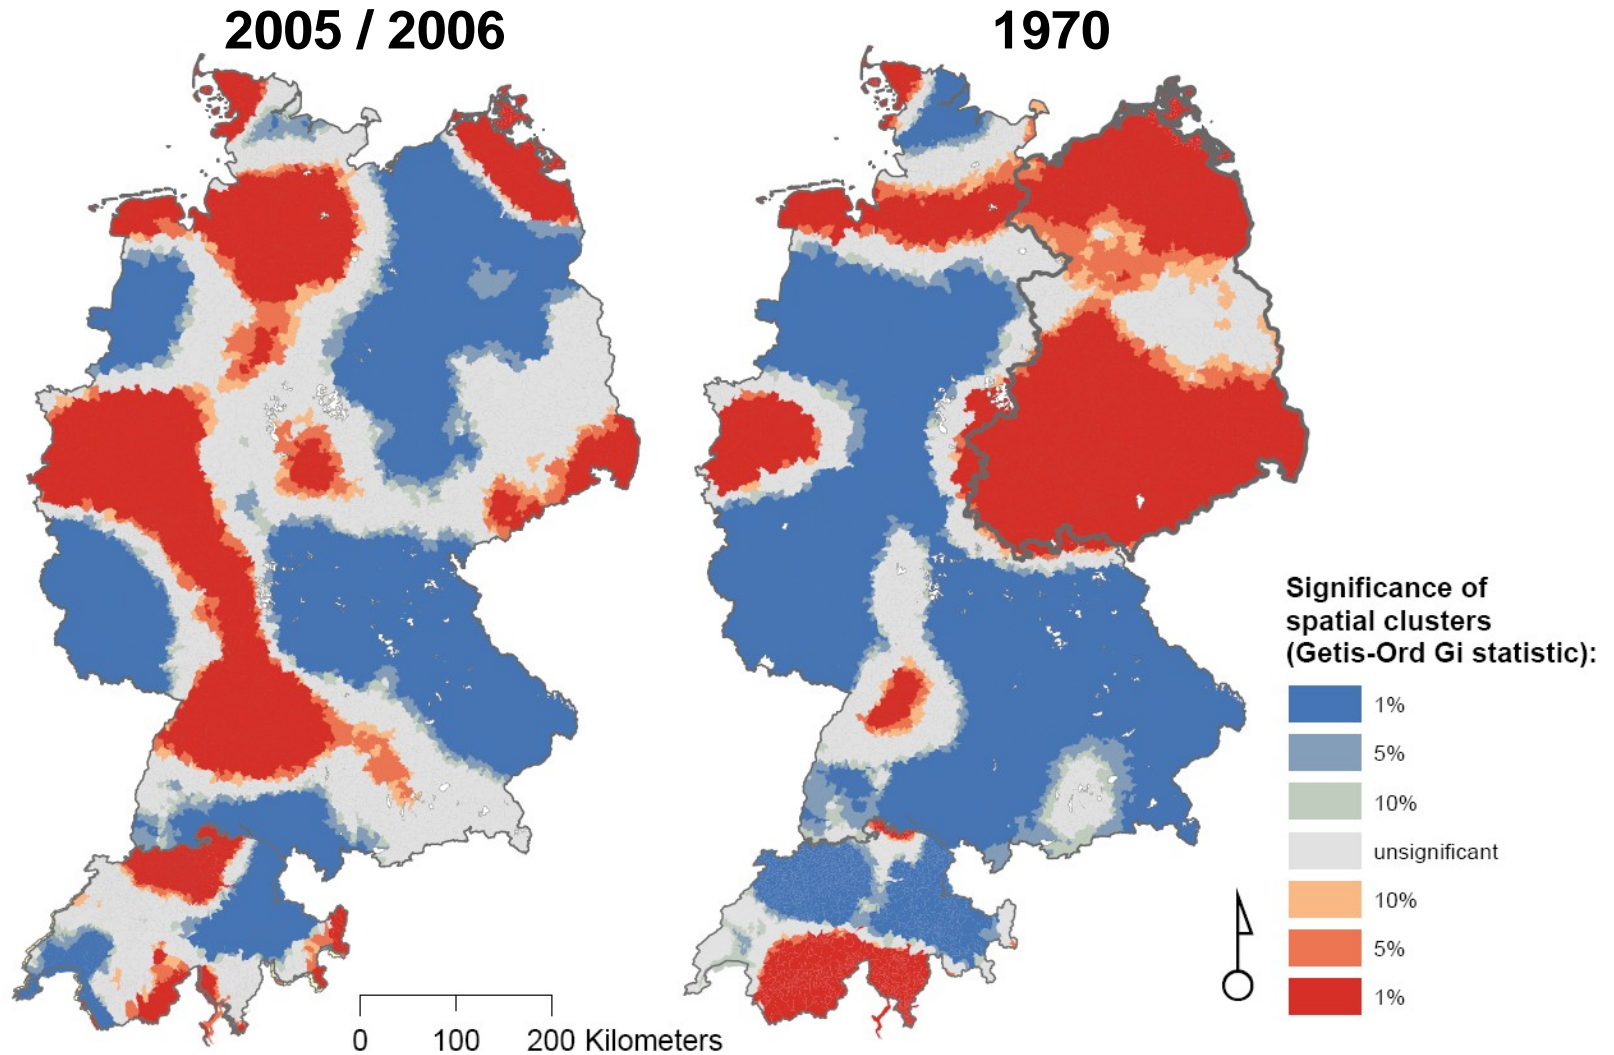 2005 / 2006
1970
Significance of
spatial clusters
(Getis-Ord Gi statistic):
1%
5%
10%
unsignificant
10%
5%
1%
0 100 200 Kilometers